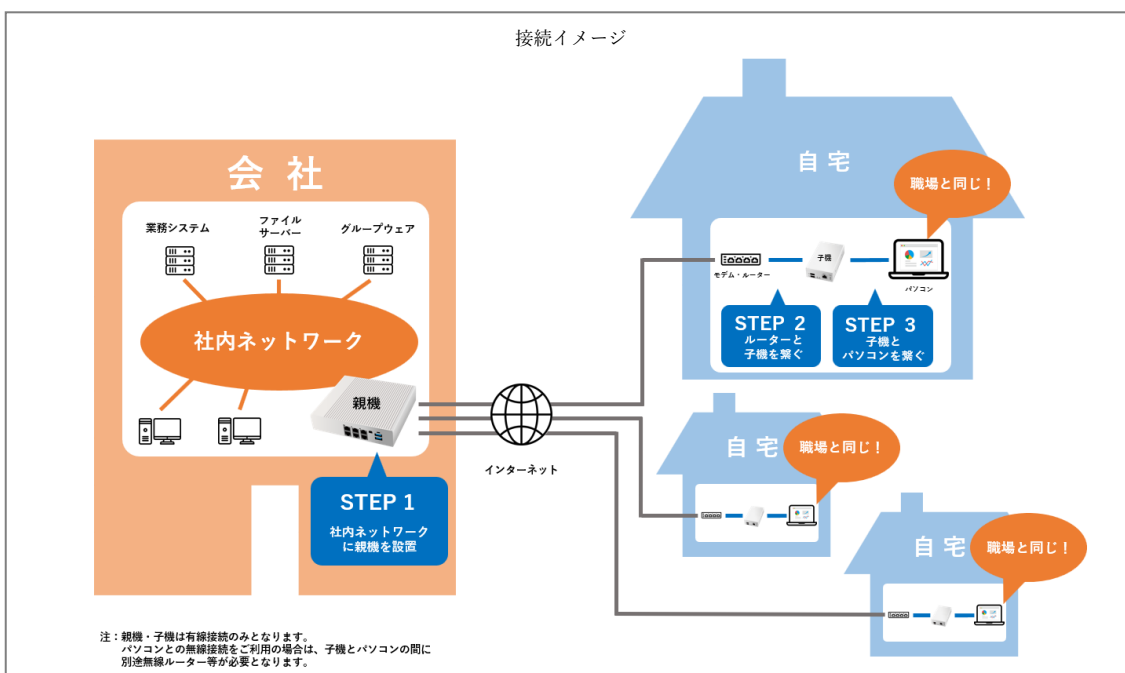 接続イメージ
会社
業務システム
ファイル
サーバー
グループウェア
社内ネットワーク
親機
STEP 1
社内ネットワーク
に親機を設置
インターネット
自宅
職場と同じ！
子機
モデム・ルーター
パソコン
STEP 2
ルーターと
子機を繋ぐ
STEP 3
子機と
パソコンを繋ぐ
自宅
職場と同じ！
自宅
職場と同じ！
注：親機・子機は有線接続のみとなります。
パソコンとの無線接続をご利用の場合は、子機とパソコンの間に
別途無線ルーター等が必要となります。